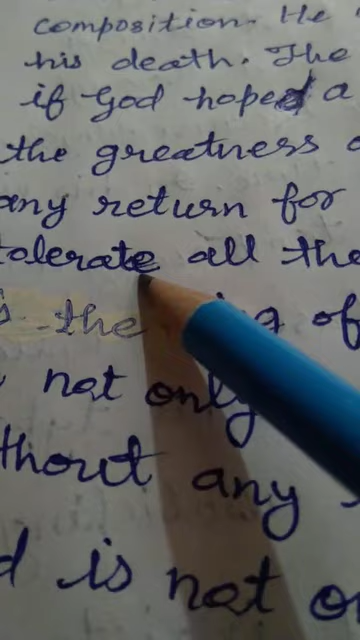 composition. He
his death. The
if God hoped a
the greatness
any return for
tolerate all the
the of
not only
without any
is not